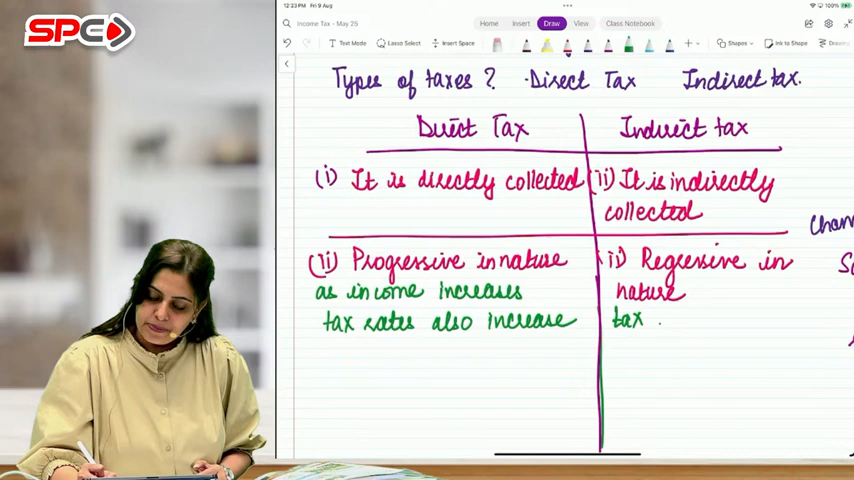 SPC
12:23 PM Fri 9 Aug
100%
Income Tax - May 25
Home Insert Draw View Class Notebook
Text Mode Lasso Select Insert Space Shapes Ink to Shape Drawing
Types of taxes? Direct Tax Indirect tax.
Direct Tax Indirect tax
(i) It is directly collected (i) It is indirectly
collected
(ii) Progressive in nature ii) Regressive in
as income increases nature
tax rates also increase tax